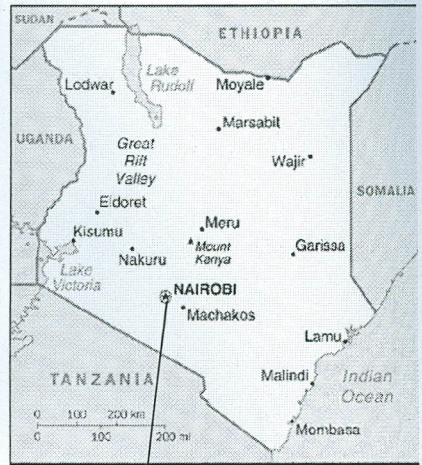 SUDAN
ETHIOPIA
Lake
Rudolf
Lodwar
Moyale
Marsabit
UGANDA
Great
Rift
Valley
Wajir
SOMALIA
Eldoret
Kisumu
Meru
Mount
Kenya
Garissa
Nakuru
Lake
Victoria
NAIROBI
Machakos
Lamu
TANZANIA
Malindi
Indian
Ocean
0 100 200 km
0 100 200 mi
Mombasa